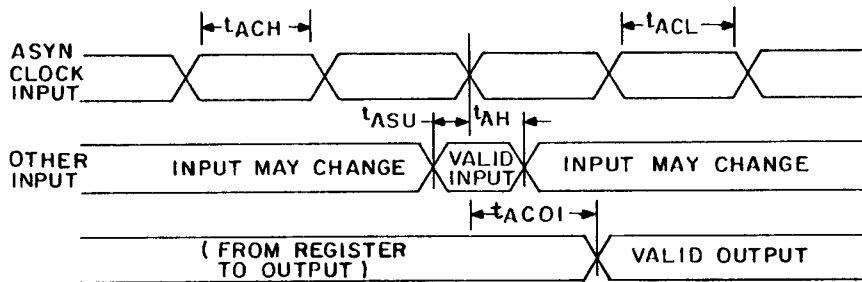 tACH
tACL
ASYN
CLOCK
INPUT
tASU
tAH
OTHER
INPUT
INPUT MAY CHANGE
VALID
INPUT
INPUT MAY CHANGE
tACO1
(FROM REGISTER
TO OUTPUT)
VALID OUTPUT